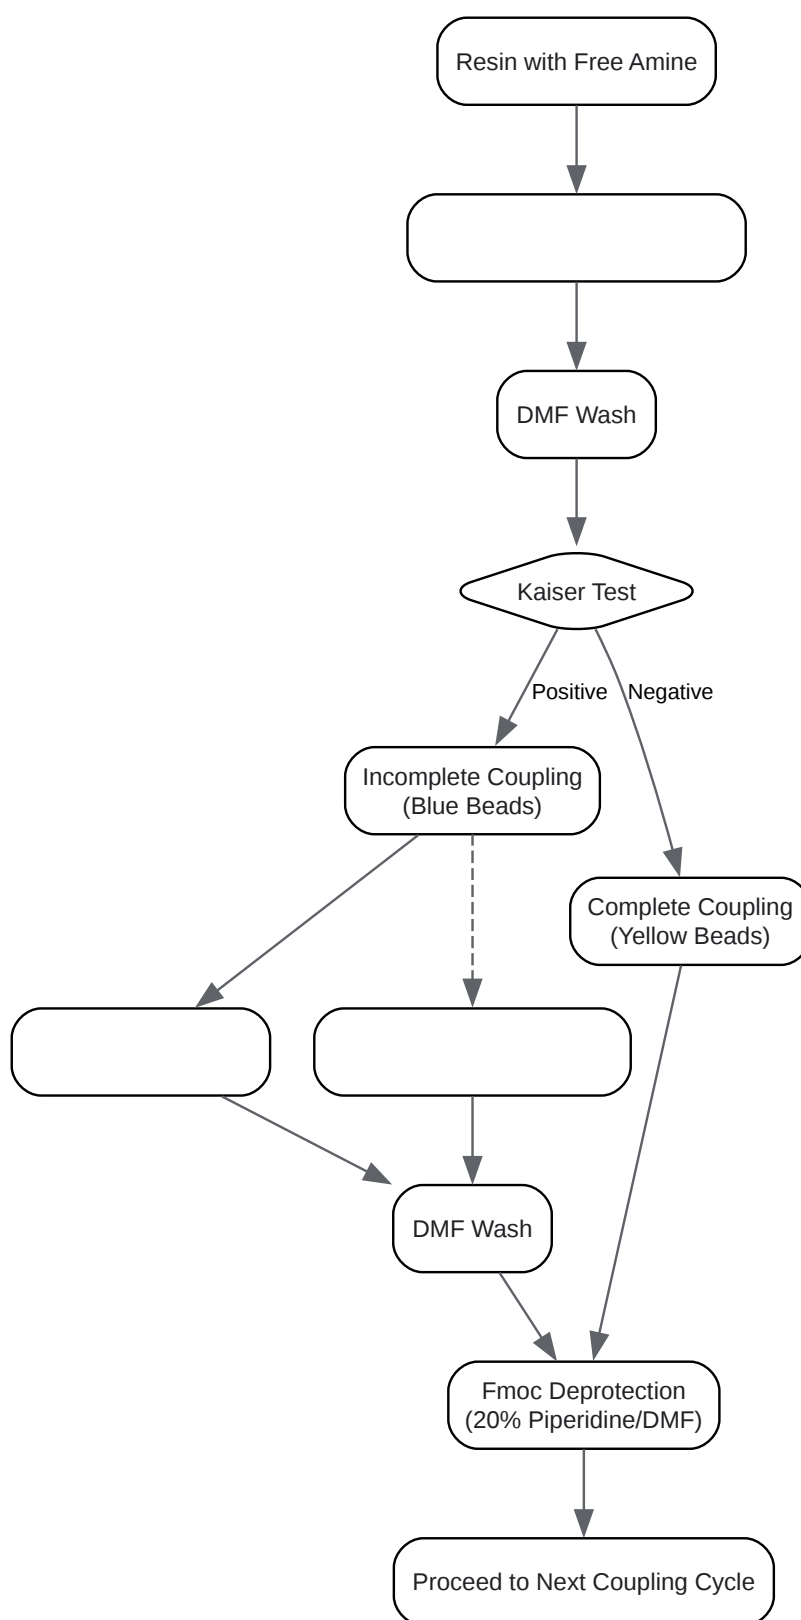 Resin with Free Amine
DMF Wash
Kaiser Test
Positive
Negative
Incomplete Coupling
(Blue Beads)
Complete Coupling
(Yellow Beads)
DMF Wash
Fmoc Deprotection
(20% Piperidine/DMF)
Proceed to Next Coupling Cycle